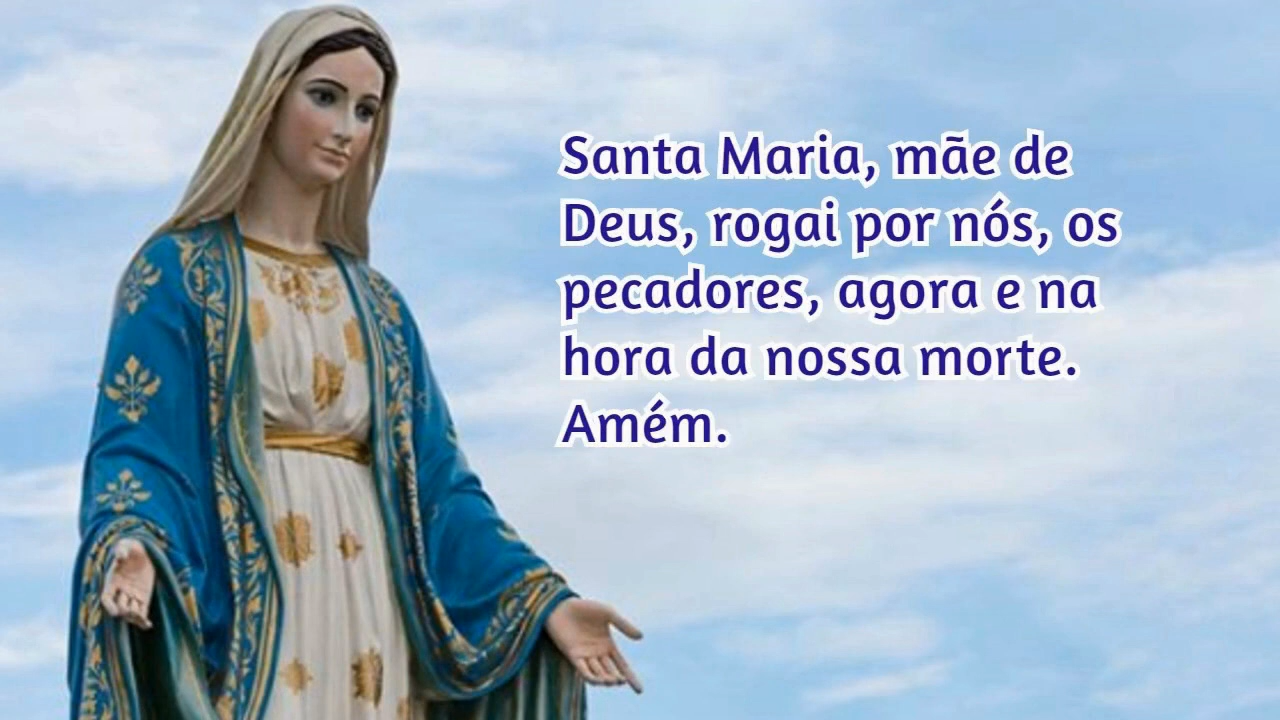 Santa Maria, mãe de
Deus, rogai por nós, os
pecadores, agora e na
hora da nossa morte.
Amém.